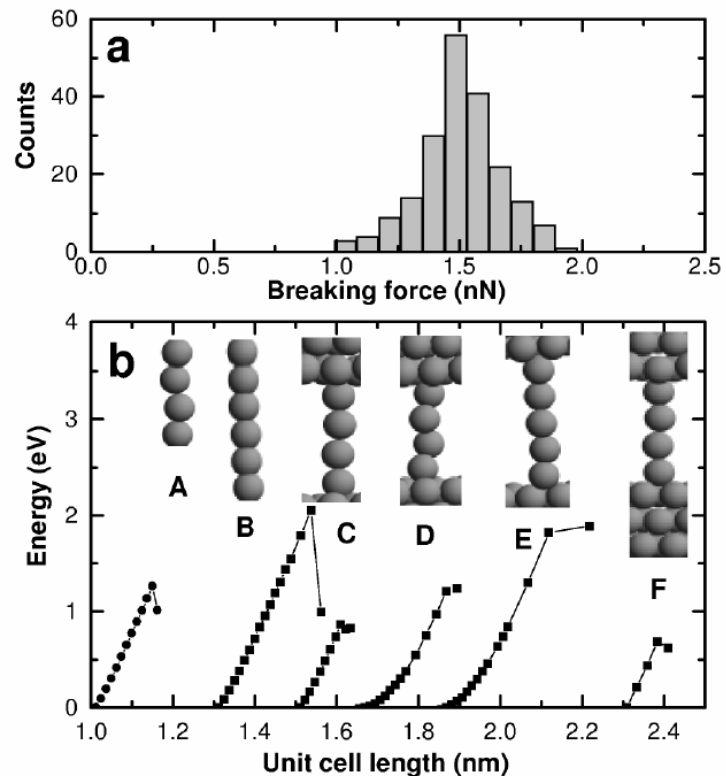 60
a
40
Counts
20
0
0.0 0.5 1.0 1.5 2.0 2.5
Breaking force (nN)
4
b
3
Energy (eV)
2
1
0
A
B
C
D
E
F
1.0 1.2 1.4 1.6 1.8 2.0 2.2 2.4
Unit cell length (nm)